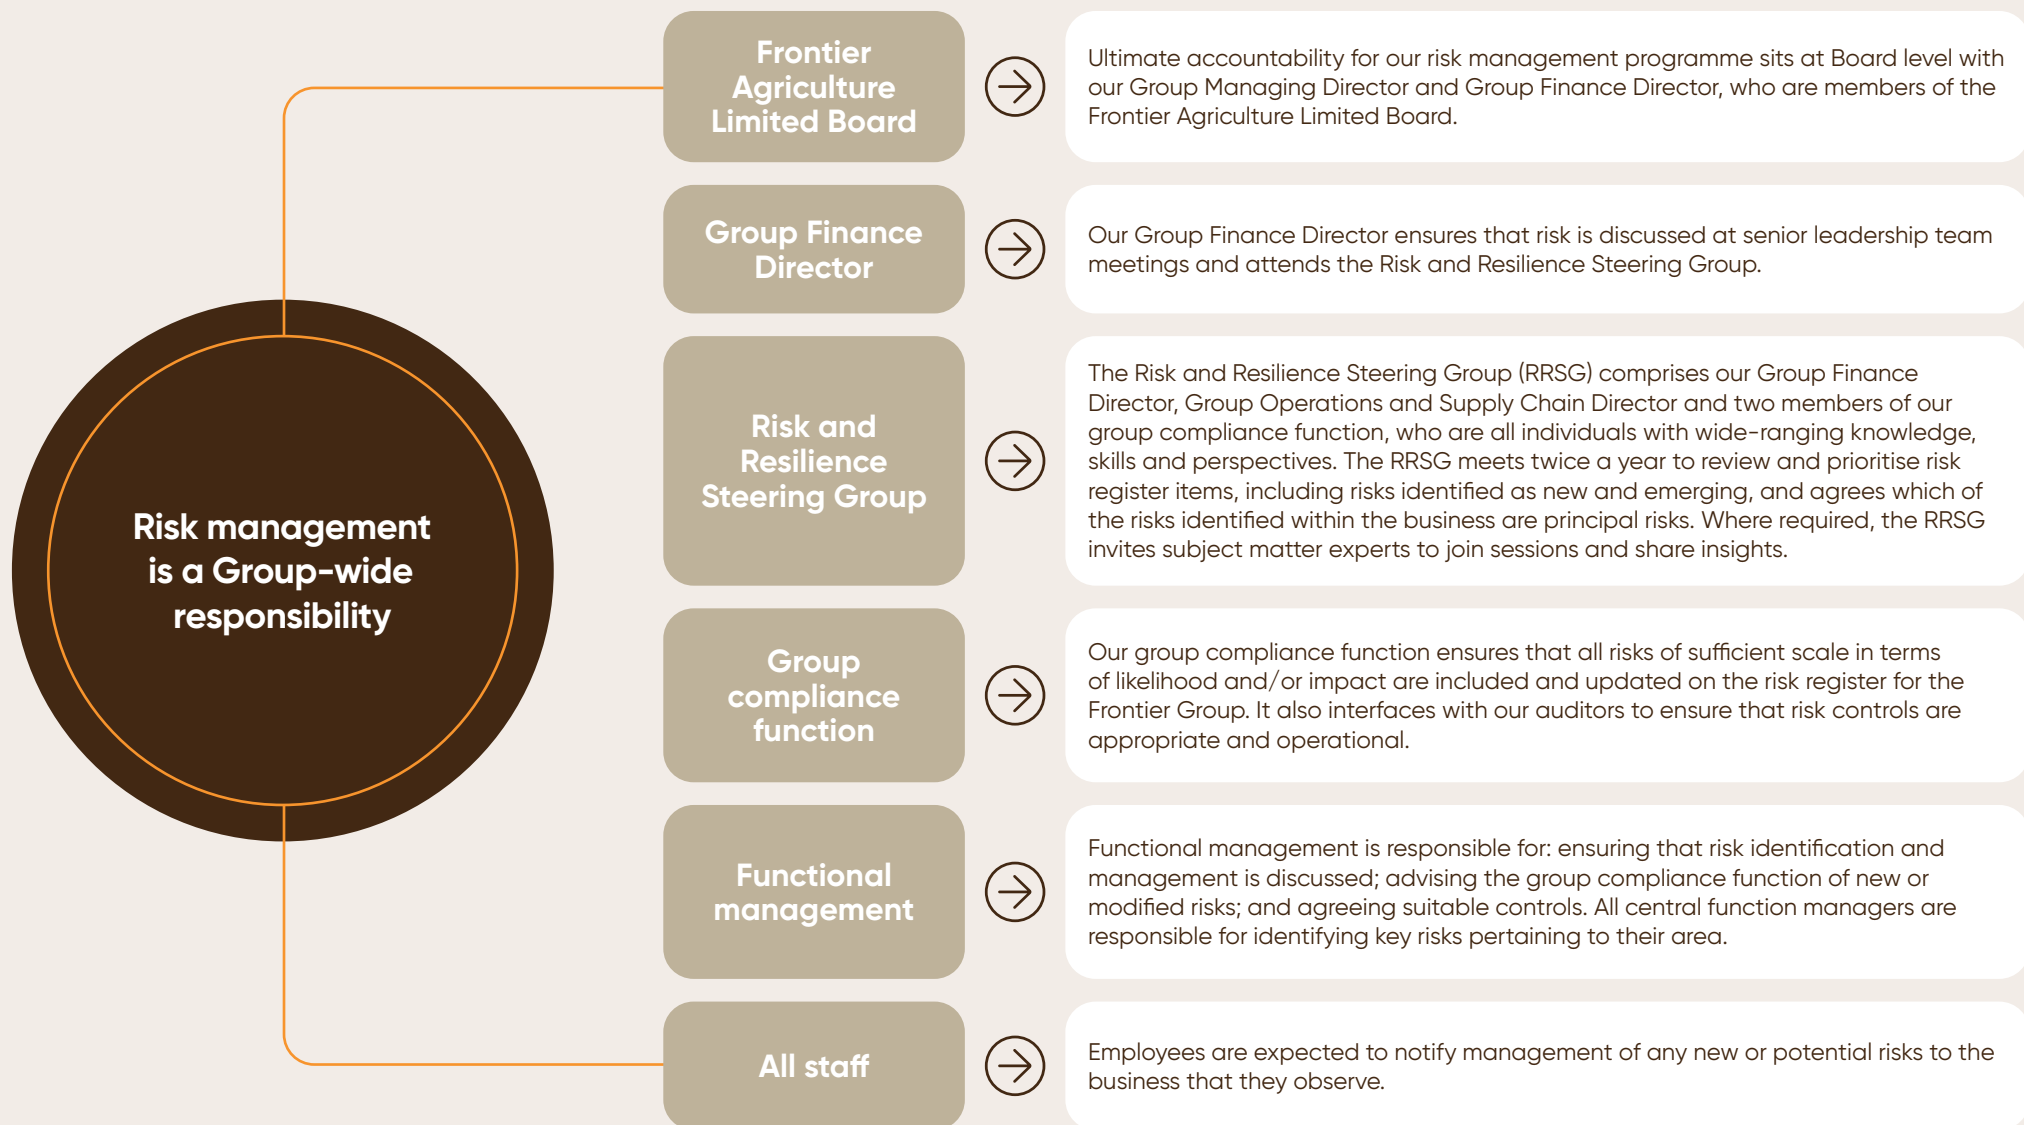 Risk management
is a Group-wide
responsibility
Frontier
Agriculture
Limited Board
Ultimate accountability for our risk management programme sits at Board level with
our Group Managing Director and Group Finance Director, who are members of the
Frontier Agriculture Limited Board.
Group Finance
Director
Our Group Finance Director ensures that risk is discussed at senior leadership team
meetings and attends the Risk and Resilience Steering Group.
Risk and
Resilience
Steering Group
The Risk and Resilience Steering Group (RRSG) comprises our Group Finance
Director, Group Operations and Supply Chain Director and two members of our
group compliance function, who are all individuals with wide-ranging knowledge,
skills and perspectives. The RRSG meets twice a year to review and prioritise risk
register items, including risks identified as new and emerging, and agrees which of
the risks identified within the business are principal risks. Where required, the RRSG
invites subject matter experts to join sessions and share insights.
Group
compliance
function
Our group compliance function ensures that all risks of sufficient scale in terms
of likelihood and/or impact are included and updated on the risk register for the
Frontier Group. It also interfaces with our auditors to ensure that risk controls are
appropriate and operational.
Functional
management
Functional management is responsible for: ensuring that risk identification and
management is discussed; advising the group compliance function of new or
modified risks; and agreeing suitable controls. All central function managers are
responsible for identifying key risks pertaining to their area.
All staff
Employees are expected to notify management of any new or potential risks to the
business that they observe.